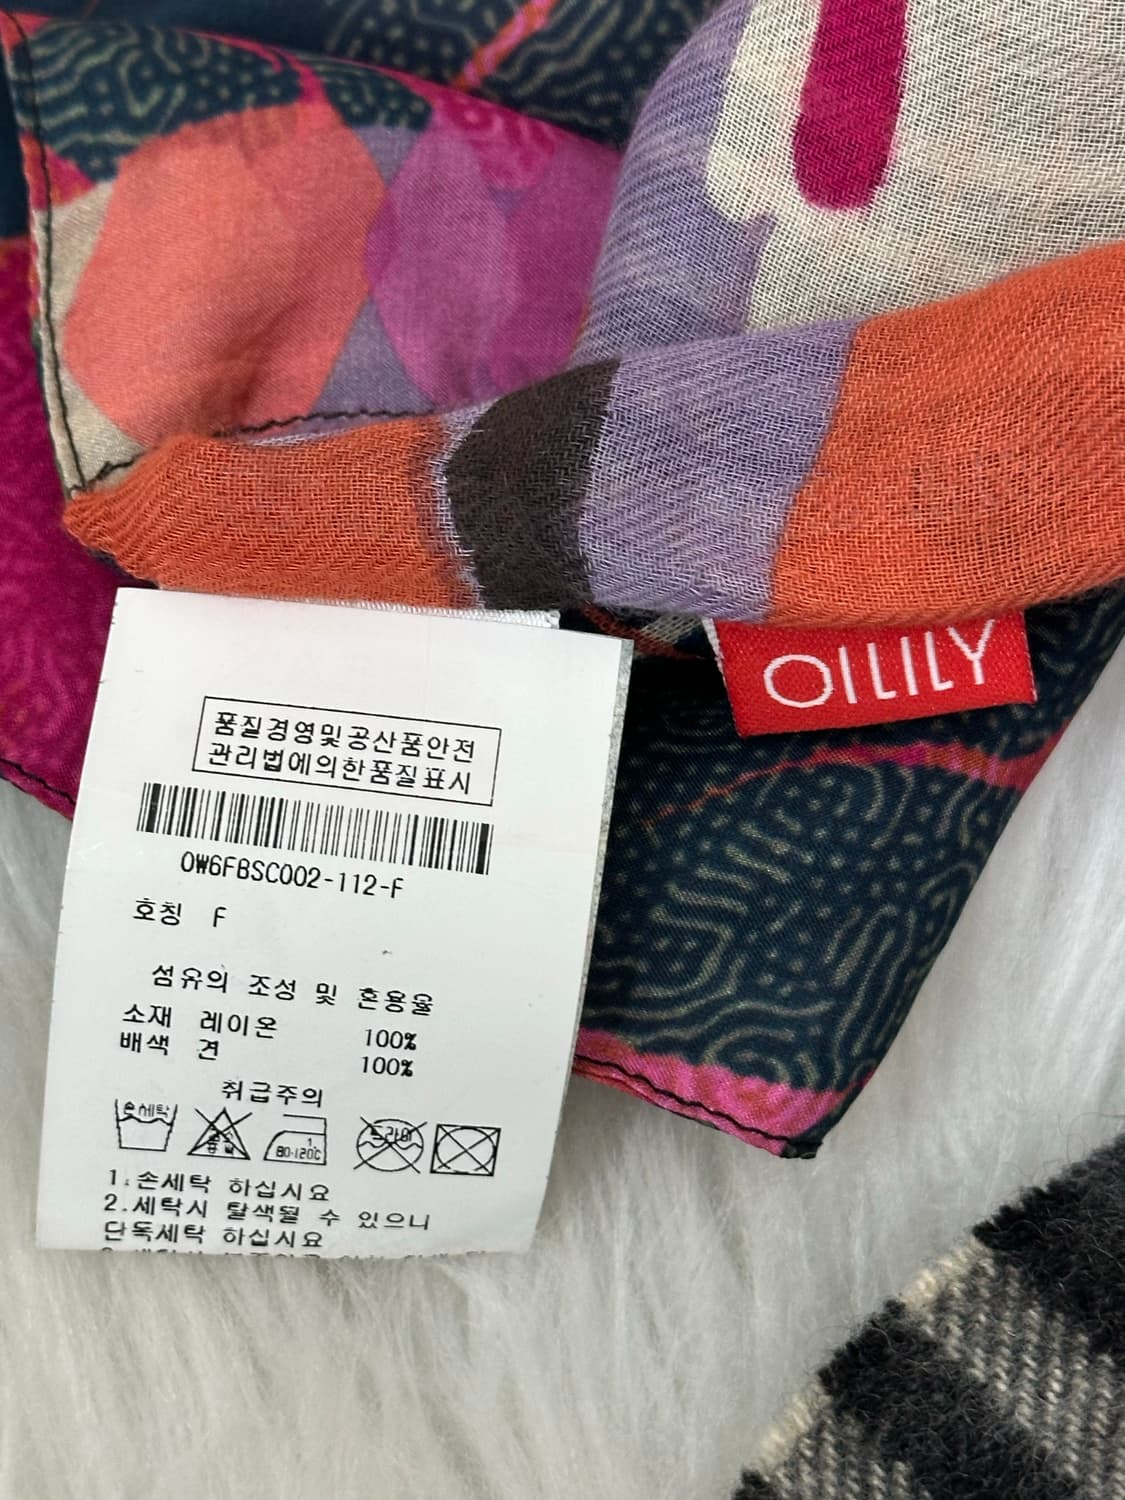 OILILY
품질경영및공산품안전
관리법에의한품질표시
OW6FBSC002-112-F
호칭 F
섬유의 조성 및 혼용율
소재 레이온 100%
배색 견 100%
취급주의
손세탁
80-120℃
드라이
1.손세탁 하십시요
2.세탁시 탈색될 수 있으니
단독세탁 하십시요